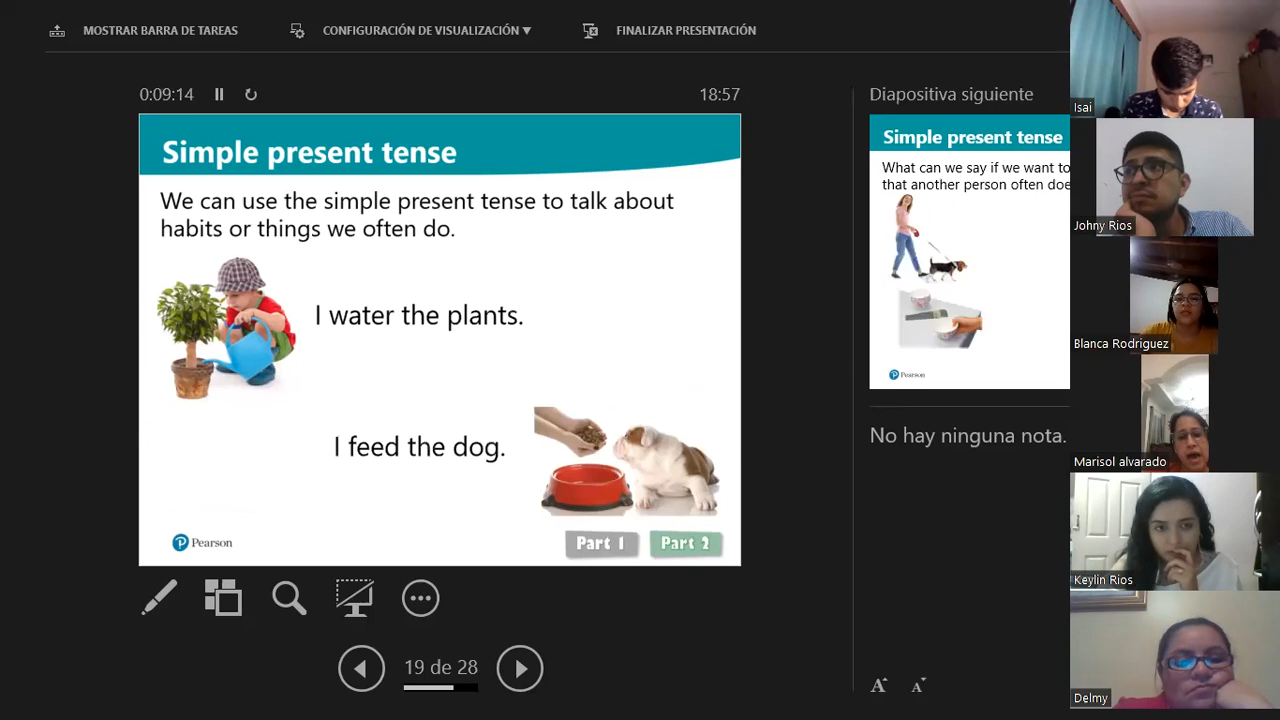 MOSTRAR BARRA DE TAREAS
CONFIGURACIÓN DE VISUALIZACIÓN ▼
FINALIZAR PRESENTACIÓN
0:09:14
18:57
Simple present tense
We can use the simple present tense to talk about
habits or things we often do.
I water the plants.
I feed the dog.
Pearson
Part 1
Part 2
19 de 28
Diapositiva siguiente
Simple present tense
What can we say if we want to
that another person often doe
Pearson
No hay ninguna nota.
A
A
Isai
Johny Rios
Blanca Rodriguez
Marisol alvarado
Keylin Rios
Delmy